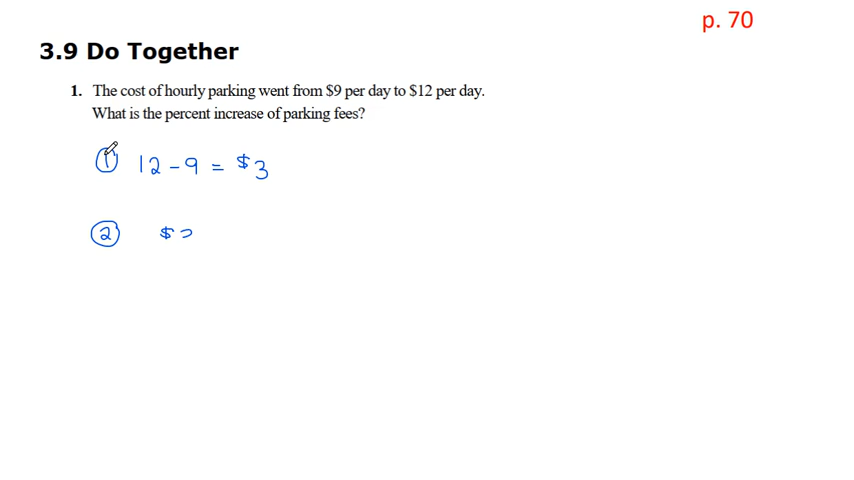 p. 70
3.9 Do Together
1. The cost of hourly parking went from $9 per day to $12 per day.
What is the percent increase of parking fees?
① 12 - 9 = $3
② $